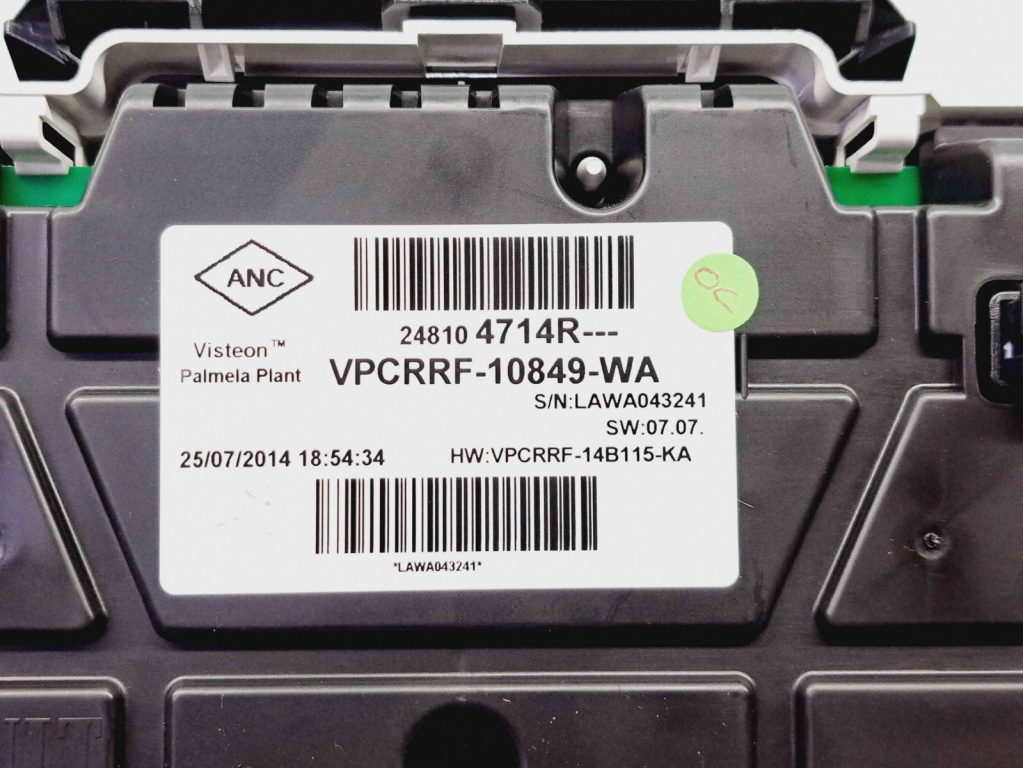 ANC
24810 4714R---
Visteon™
Palmela Plant
VPCRRF-10849-WA
S/N:LAWA043241
SW:07.07.
25/07/2014 18:54:34
HW:VPCRRF-14B115-KA
*LAWA043241*
OC